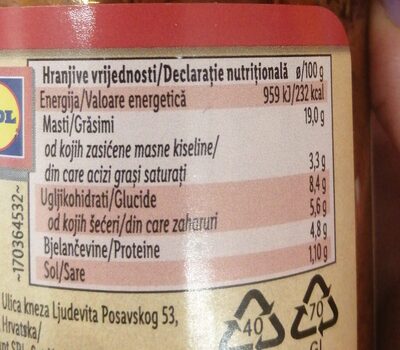 Hranjive vrijednosti/Declarație nutrițională ø/100 g
Energija/Valoare energetică 959 kJ/232 kcal
Masti/Grăsimi 19,0 g
od kojih zasićene masne kiseline/
din care acizi grași saturați 3,3 g
Ugljikohidrati/Glucide 8,4 g
od kojih šećeri/din care zaharuri 5,6 g
Bjelančevine/Proteine 4,8 g
Sol/Sare 1,10 g
~170364532~
Ulica kneza Ljudevita Posavskog 53,
Hrvatska/
40
70